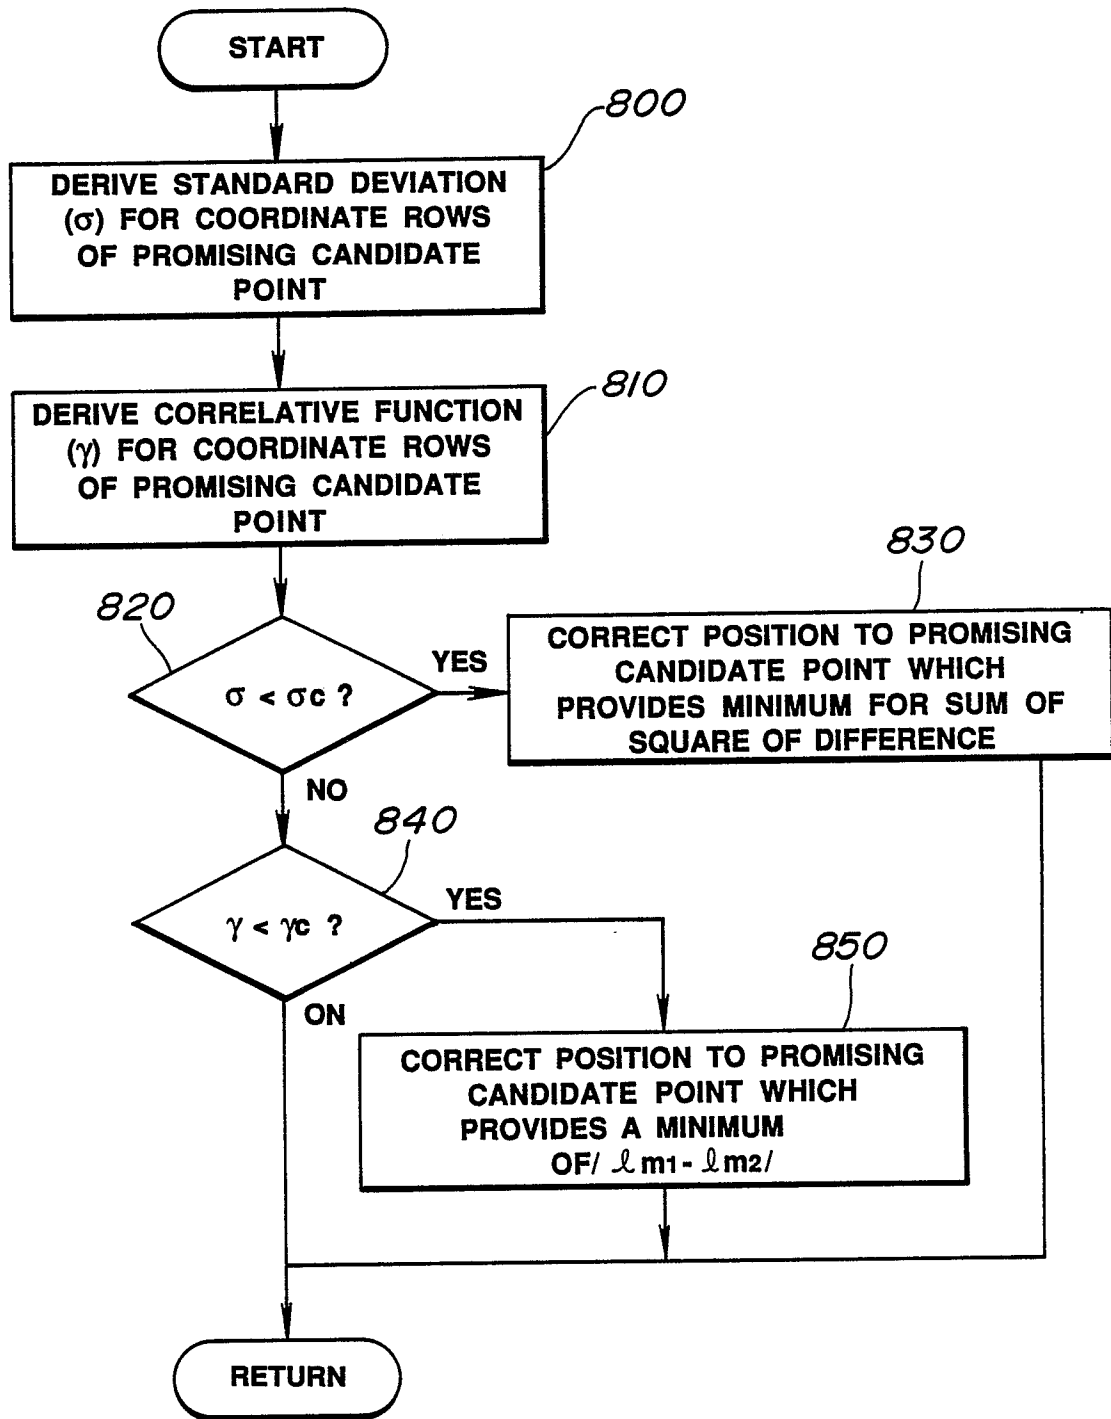 START
800
DERIVE STANDARD DEVIATION
(σ) FOR COORDINATE ROWS
OF PROMISING CANDIDATE
POINT
810
DERIVE CORRELATIVE FUNCTION
(γ) FOR COORDINATE ROWS
OF PROMISING CANDIDATE
POINT
820
σ < σc ?
YES
830
CORRECT POSITION TO PROMISING
CANDIDATE POINT WHICH
PROVIDES MINIMUM FOR SUM OF
SQUARE OF DIFFERENCE
NO
840
γ < γc ?
YES
ON
850
CORRECT POSITION TO PROMISING
CANDIDATE POINT WHICH
PROVIDES A MINIMUM
OF/ ℓm1 - ℓm2/
RETURN